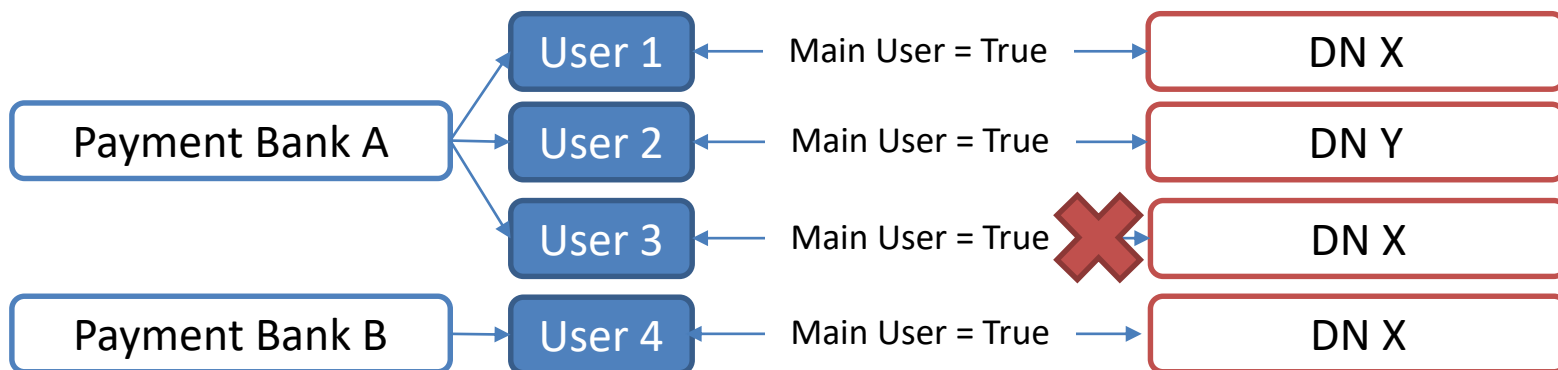 User 1 Main User = True DN X
Payment Bank A User 2 Main User = True DN Y
User 3 Main User = True DN X
Payment Bank B User 4 Main User = True DN X